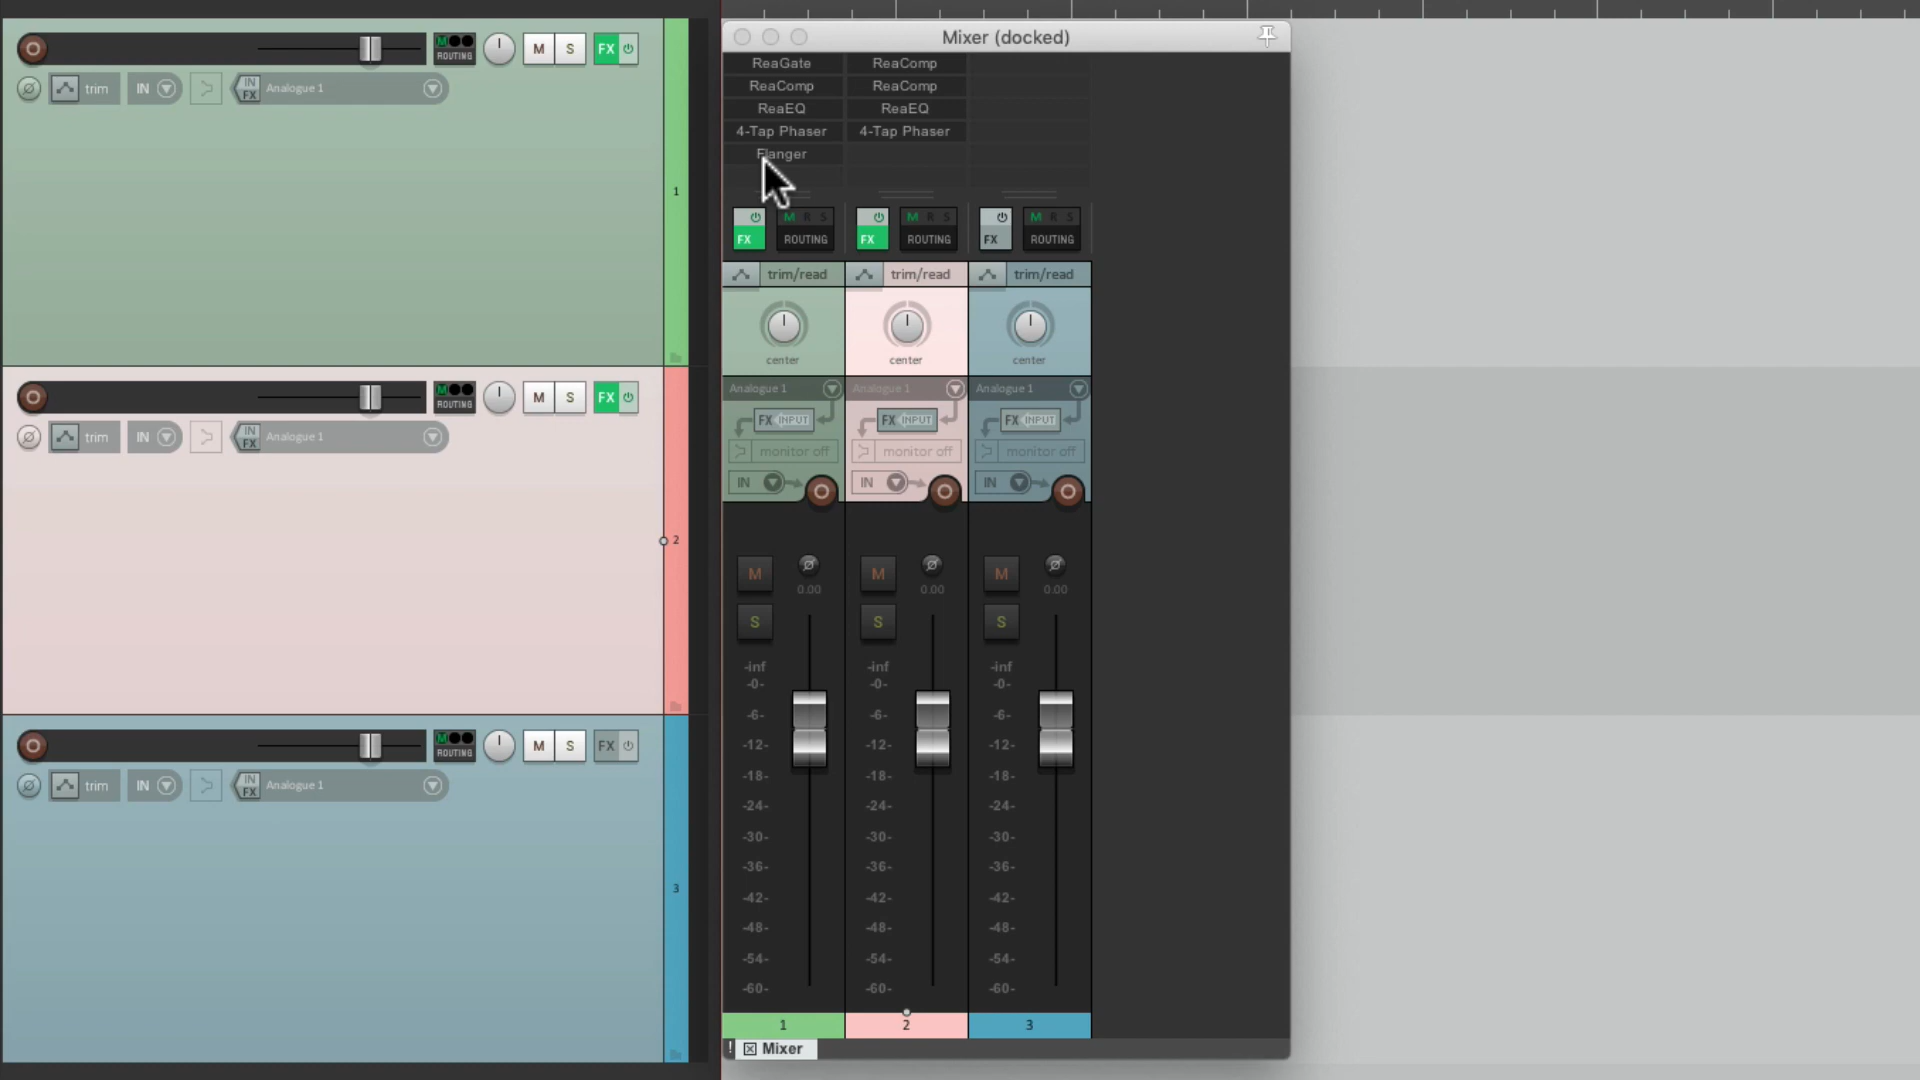 ROUTING M S FX
trim IN IN FX Analogue 1
1
ROUTING M S FX
trim IN IN FX Analogue 1
2
ROUTING M S FX
trim IN IN FX Analogue 1
3
Mixer (docked)
ReaGate ReaComp
ReaComp ReaComp
ReaEQ ReaEQ
4-Tap Phaser 4-Tap Phaser
Flanger
M R S M R S M R S
FX ROUTING FX ROUTING FX ROUTING
trim/read trim/read trim/read
center center center
Analogue 1 Analogue 1 Analogue 1
FX INPUT FX INPUT FX INPUT
monitor off monitor off monitor off
IN IN IN
M M M
0.00 0.00 0.00
S S S
-inf -inf -inf
-0- -0- -0-
-6- -6- -6-
-12- -12- -12-
-18- -18- -18-
-24- -24- -24-
-30- -30- -30-
-36- -36- -36-
-42- -42- -42-
-48- -48- -48-
-54- -54- -54-
-60- -60- -60-
1 2 3
! Mixer